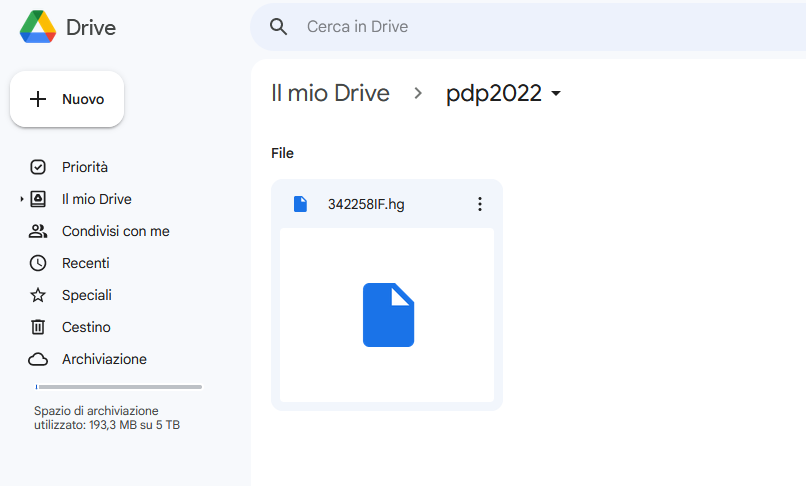 Drive
Cerca in Drive
Nuovo
Il mio Drive
pdp2022
File
342258IF.hg
Priorità
Il mio Drive
Condivisi con me
Recenti
Speciali
Cestino
Archiviazione
Spazio di archiviazione
utilizzato: 193,3 MB su 5 TB